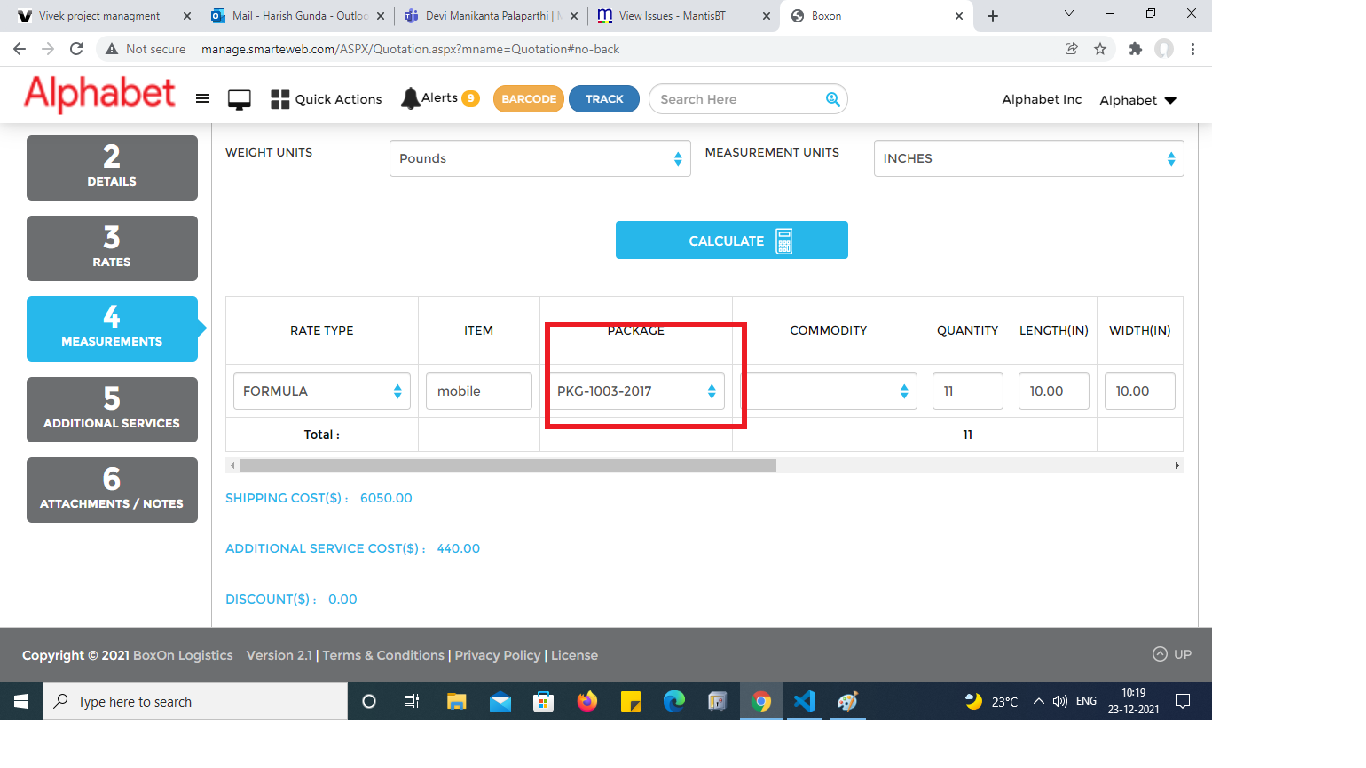 Vivek project managment
Mail - Harish Gunda - Outloo
Devi Manikanta Palaparthi | N
View Issues - MantisBT
Boxon
Not secure manage.smarteweb.com/ASPX/Quotation.aspx?mname=Quotation#no-back
Alphabet
Quick Actions
Alerts 9
BARCODE
TRACK
Search Here
Alphabet Inc
Alphabet
2
DETAILS
3
RATES
4
MEASUREMENTS
5
ADDITIONAL SERVICES
6
ATTACHMENTS / NOTES
WEIGHT UNITS Pounds MEASUREMENT UNITS INCHES
CALCULATE
RATE TYPE ITEM PACKAGE COMMODITY QUANTITY LENGTH(IN) WIDTH(IN)
FORMULA mobile PKG-1003-2017 11 10.00 10.00
Total : 11
SHIPPING COST($) : 6050.00
ADDITIONAL SERVICE COST($) : 440.00
DISCOUNT($) : 0.00
Copyright © 2021 BoxOn Logistics Version 2.1 | Terms & Conditions | Privacy Policy | License
UP
Type here to search
23°C
ENG
10:19
23-12-2021